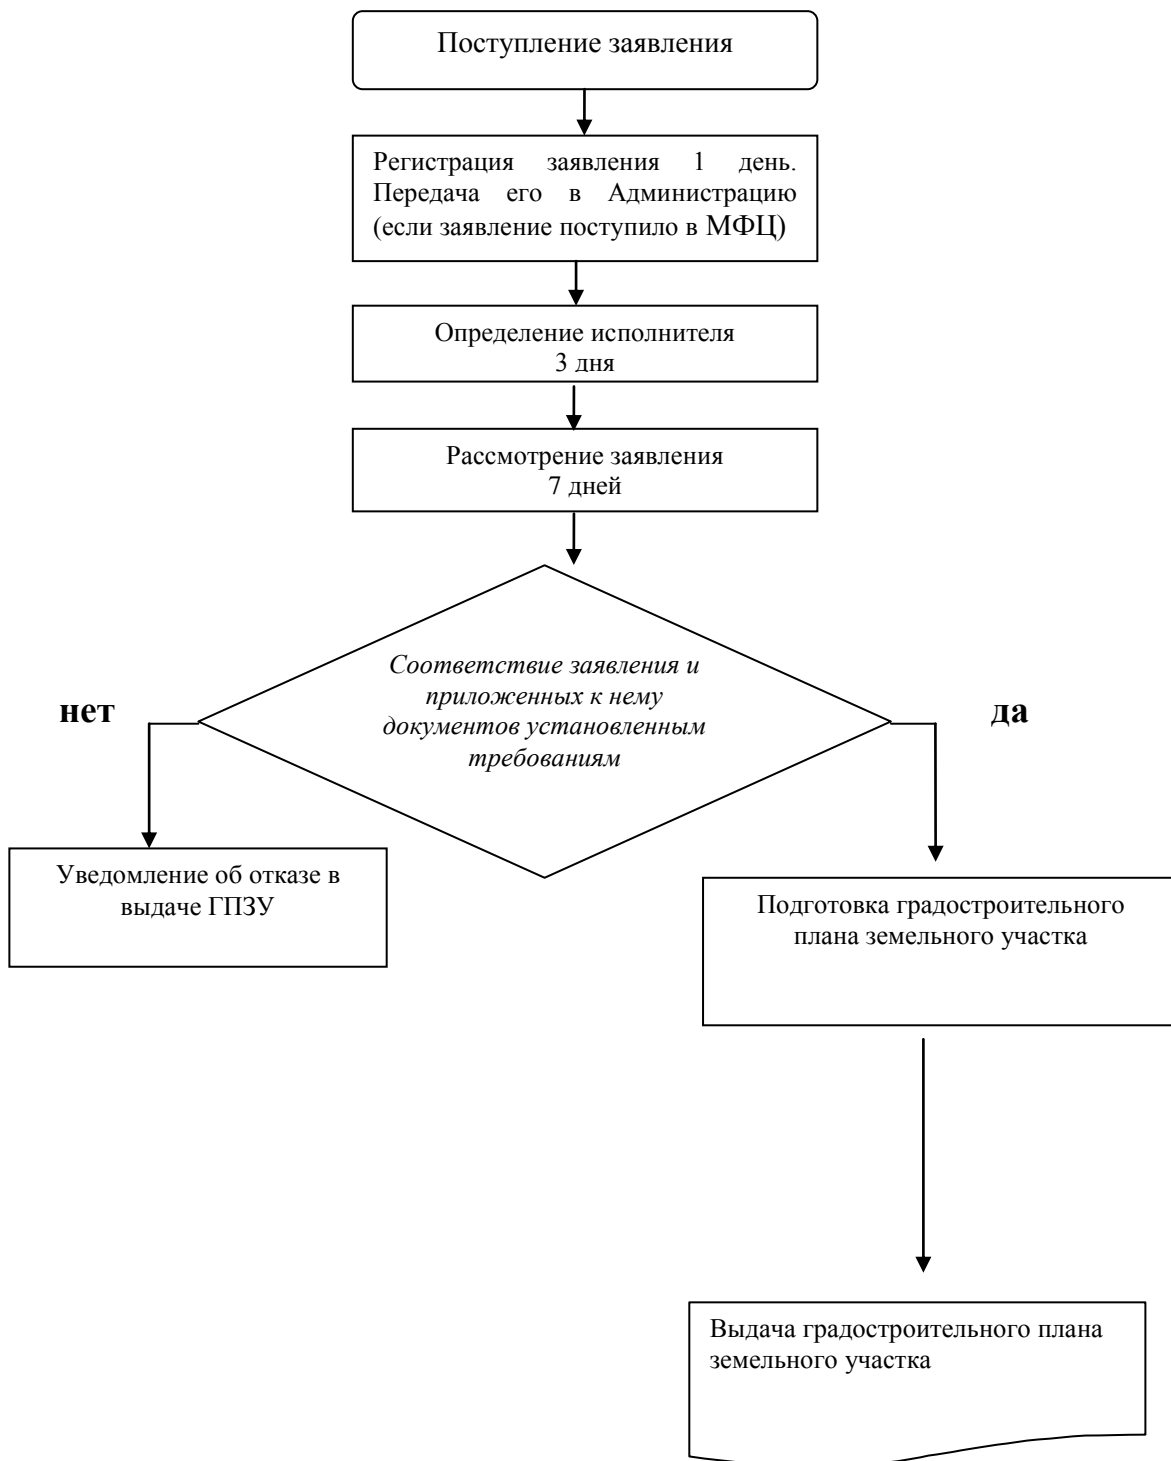 Поступление заявления
Регистрация заявления 1 день.
Передача его в Администрацию
(если заявление поступило в МФЦ)
Определение исполнителя
3 дня
Рассмотрение заявления
7 дней
Соответствие заявления и
приложенных к нему
документов установленным
требованиям
нет
да
Уведомление об отказе в
выдаче ГПЗУ
Подготовка градостроительного
плана земельного участка
Выдача градостроительного плана
земельного участка